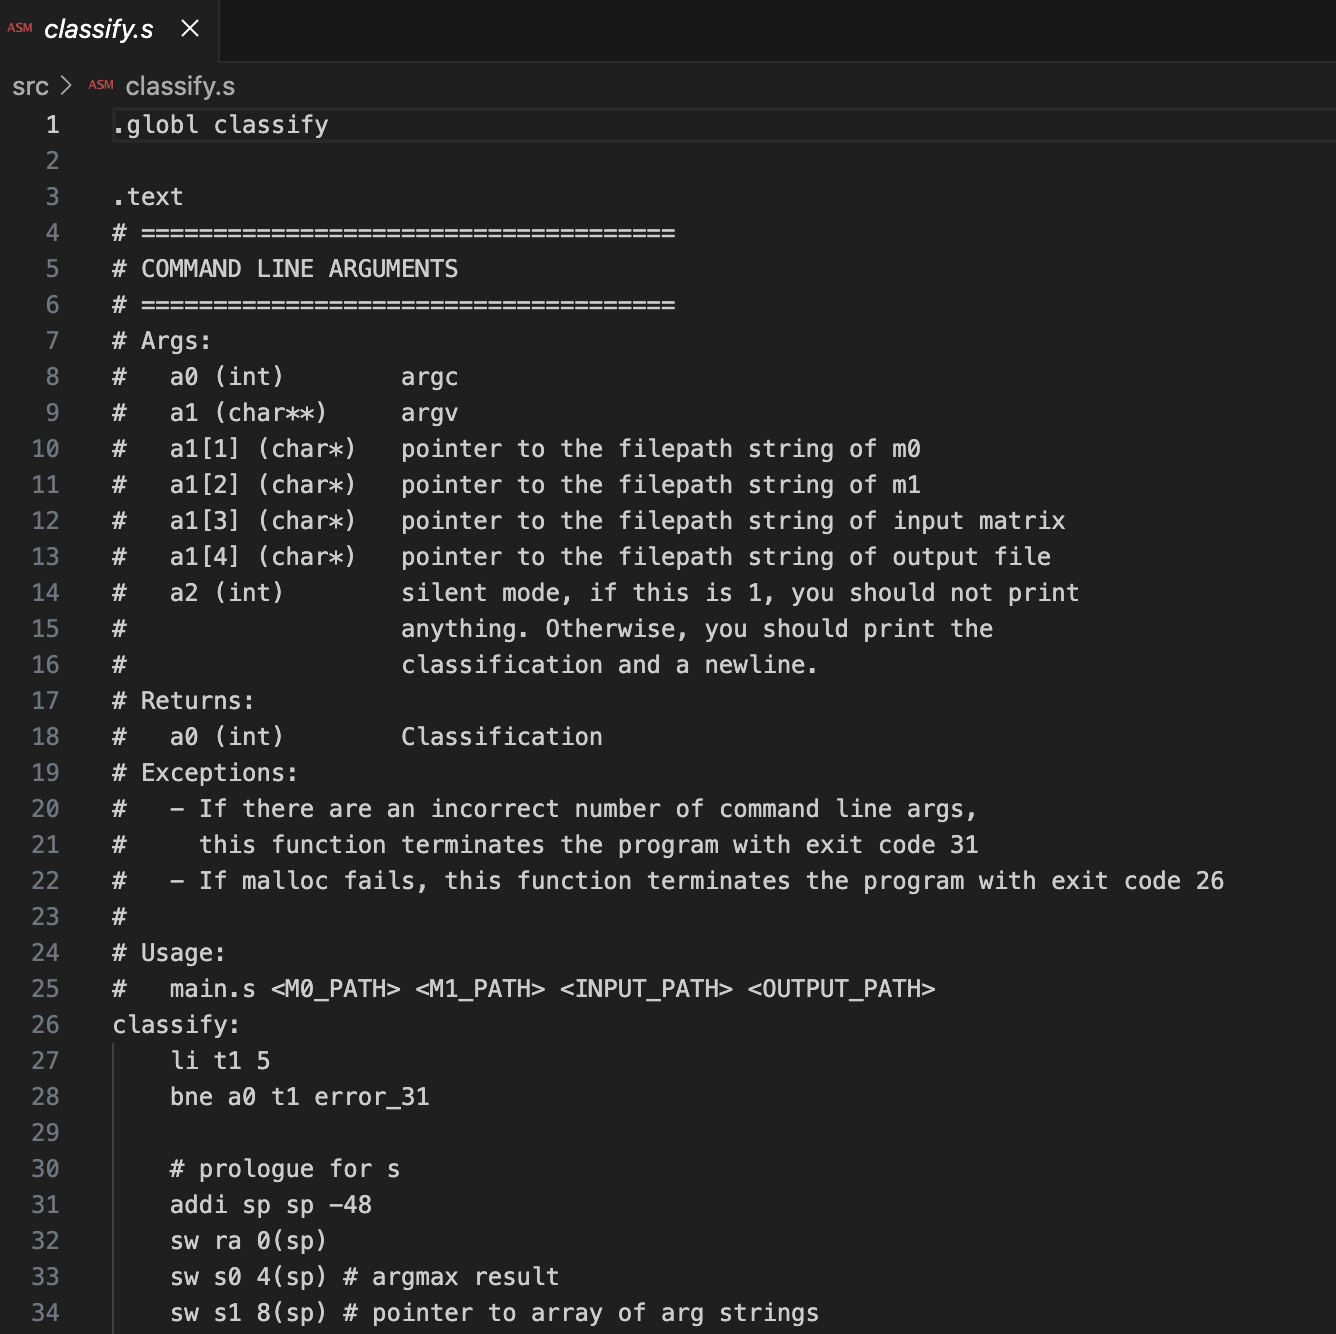 ASM classify.s ×
src > ASM classify.s
1 .globl classify
2
3 .text
4 # =====================================
5 # COMMAND LINE ARGUMENTS
6 # =====================================
7 # Args:
8 #   a0 (int)        argc
9 #   a1 (char**)     argv
10 #   a1[1] (char*)   pointer to the filepath string of m0
11 #   a1[2] (char*)   pointer to the filepath string of m1
12 #   a1[3] (char*)   pointer to the filepath string of input matrix
13 #   a1[4] (char*)   pointer to the filepath string of output file
14 #   a2 (int)        silent mode, if this is 1, you should not print
15 #                   anything. Otherwise, you should print the
16 #                   classification and a newline.
17 # Returns:
18 #   a0 (int)        Classification
19 # Exceptions:
20 #   - If there are an incorrect number of command line args,
21 #     this function terminates the program with exit code 31
22 #   - If malloc fails, this function terminates the program with exit code 26
23 #
24 # Usage:
25 #   main.s <M0_PATH> <M1_PATH> <INPUT_PATH> <OUTPUT_PATH>
26 classify:
27     li t1 5
28     bne a0 t1 error_31
29
30     # prologue for s
31     addi sp sp -48
32     sw ra 0(sp)
33     sw s0 4(sp) # argmax result
34     sw s1 8(sp) # pointer to array of arg strings